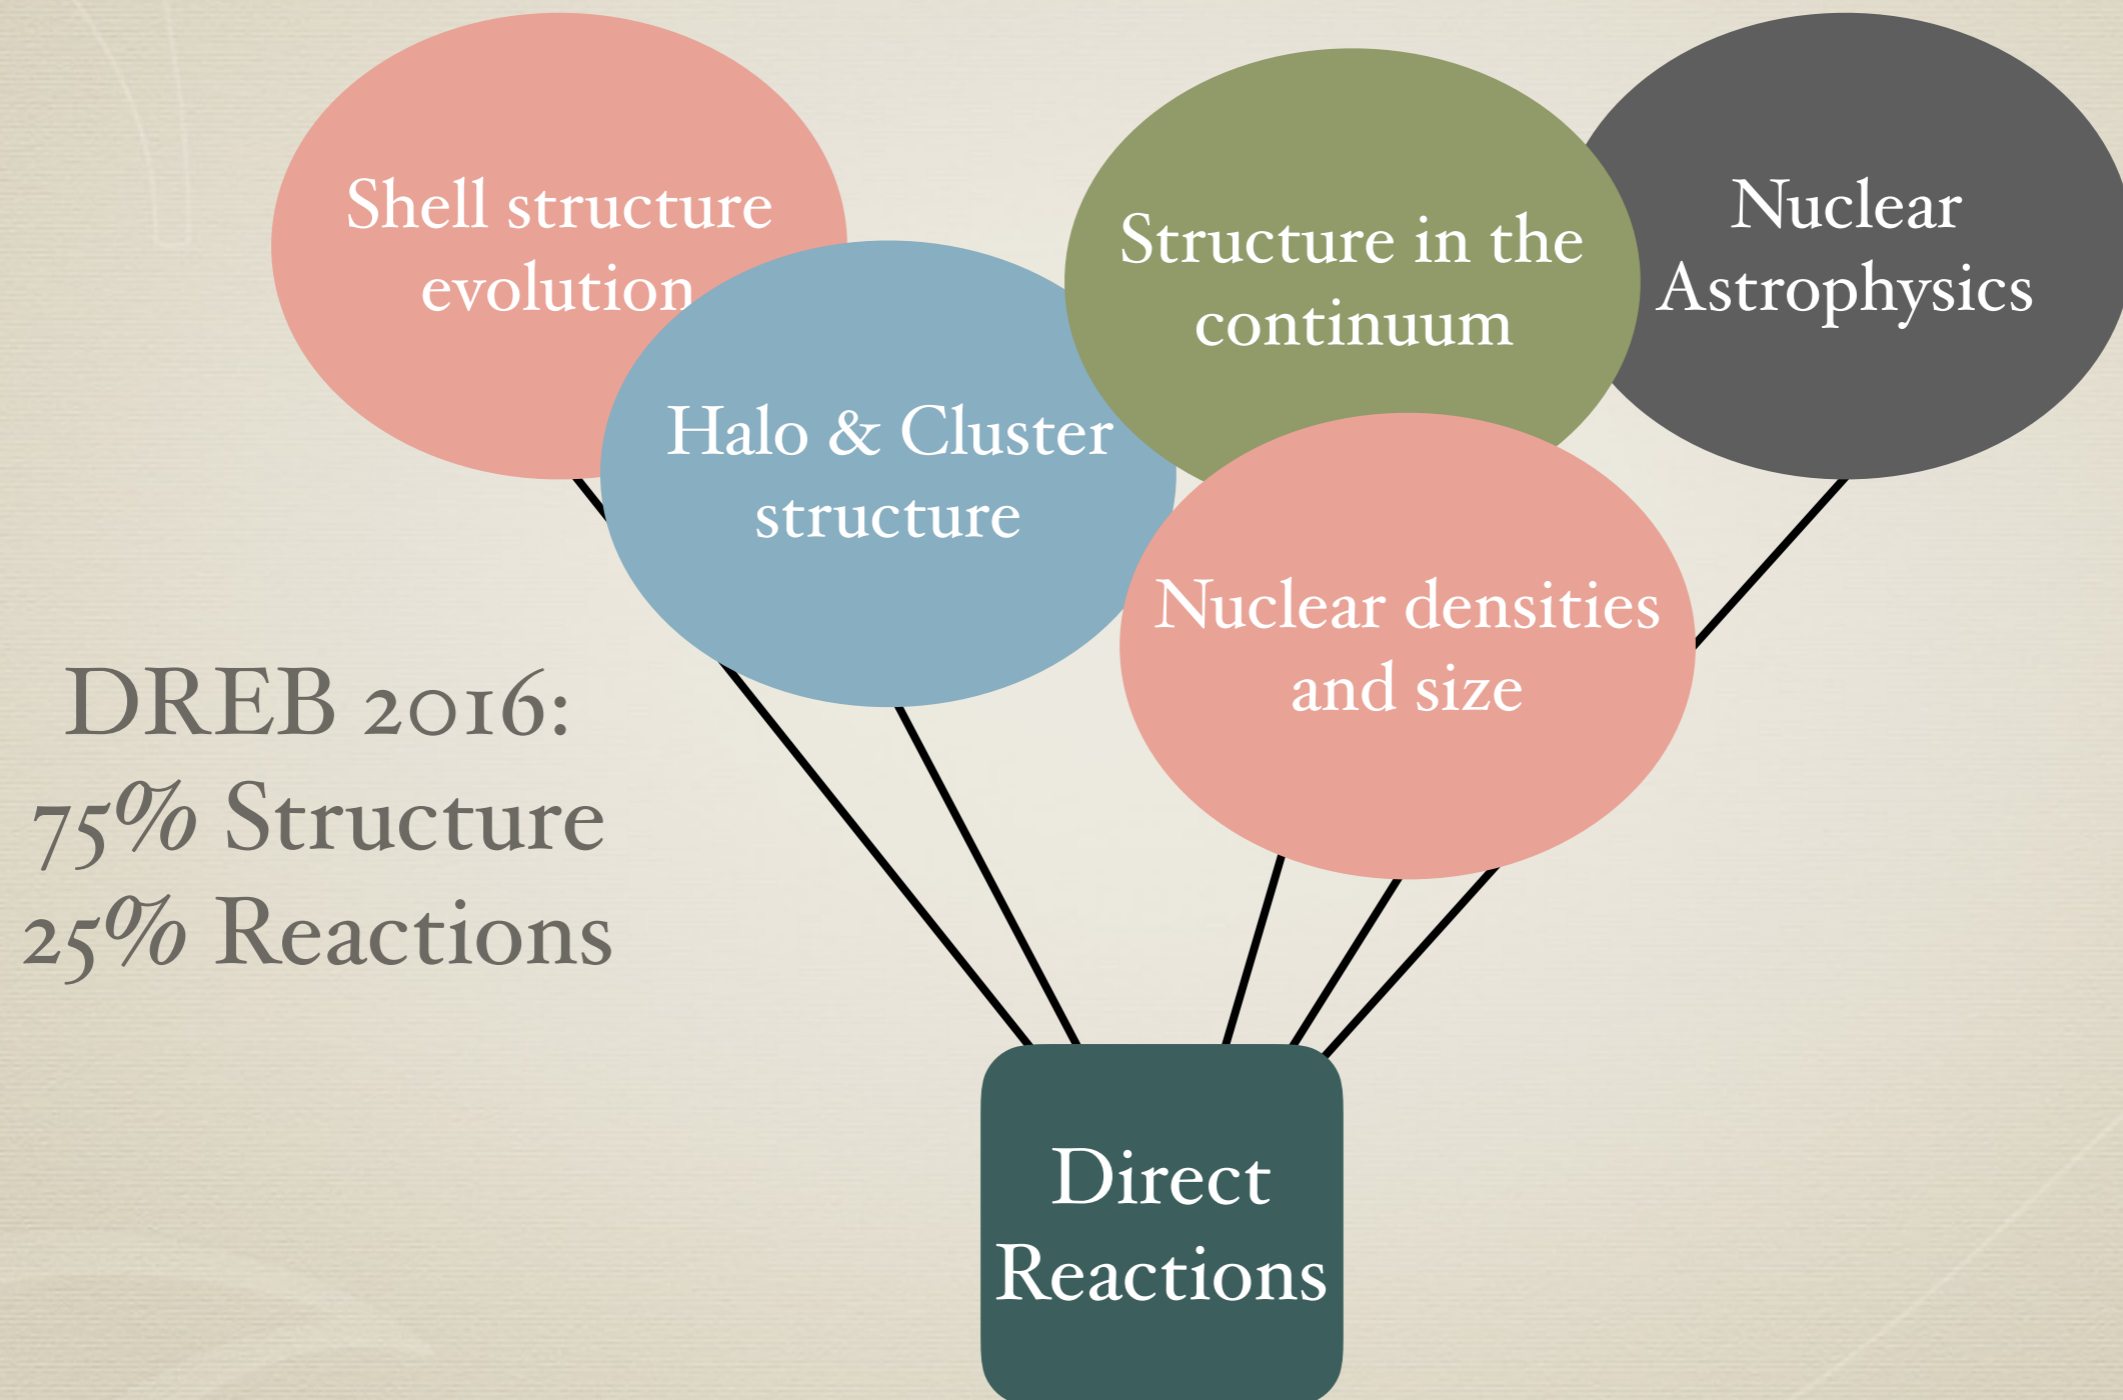 Shell structure
evolution
Halo & Cluster
structure
Structure in the
continuum
Nuclear
Astrophysics
Nuclear densities
and size
DREB 2016:
75% Structure
25% Reactions
Direct
Reactions